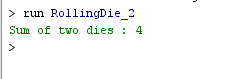 > run RollingDie_2
Sum of two dies : 4
>